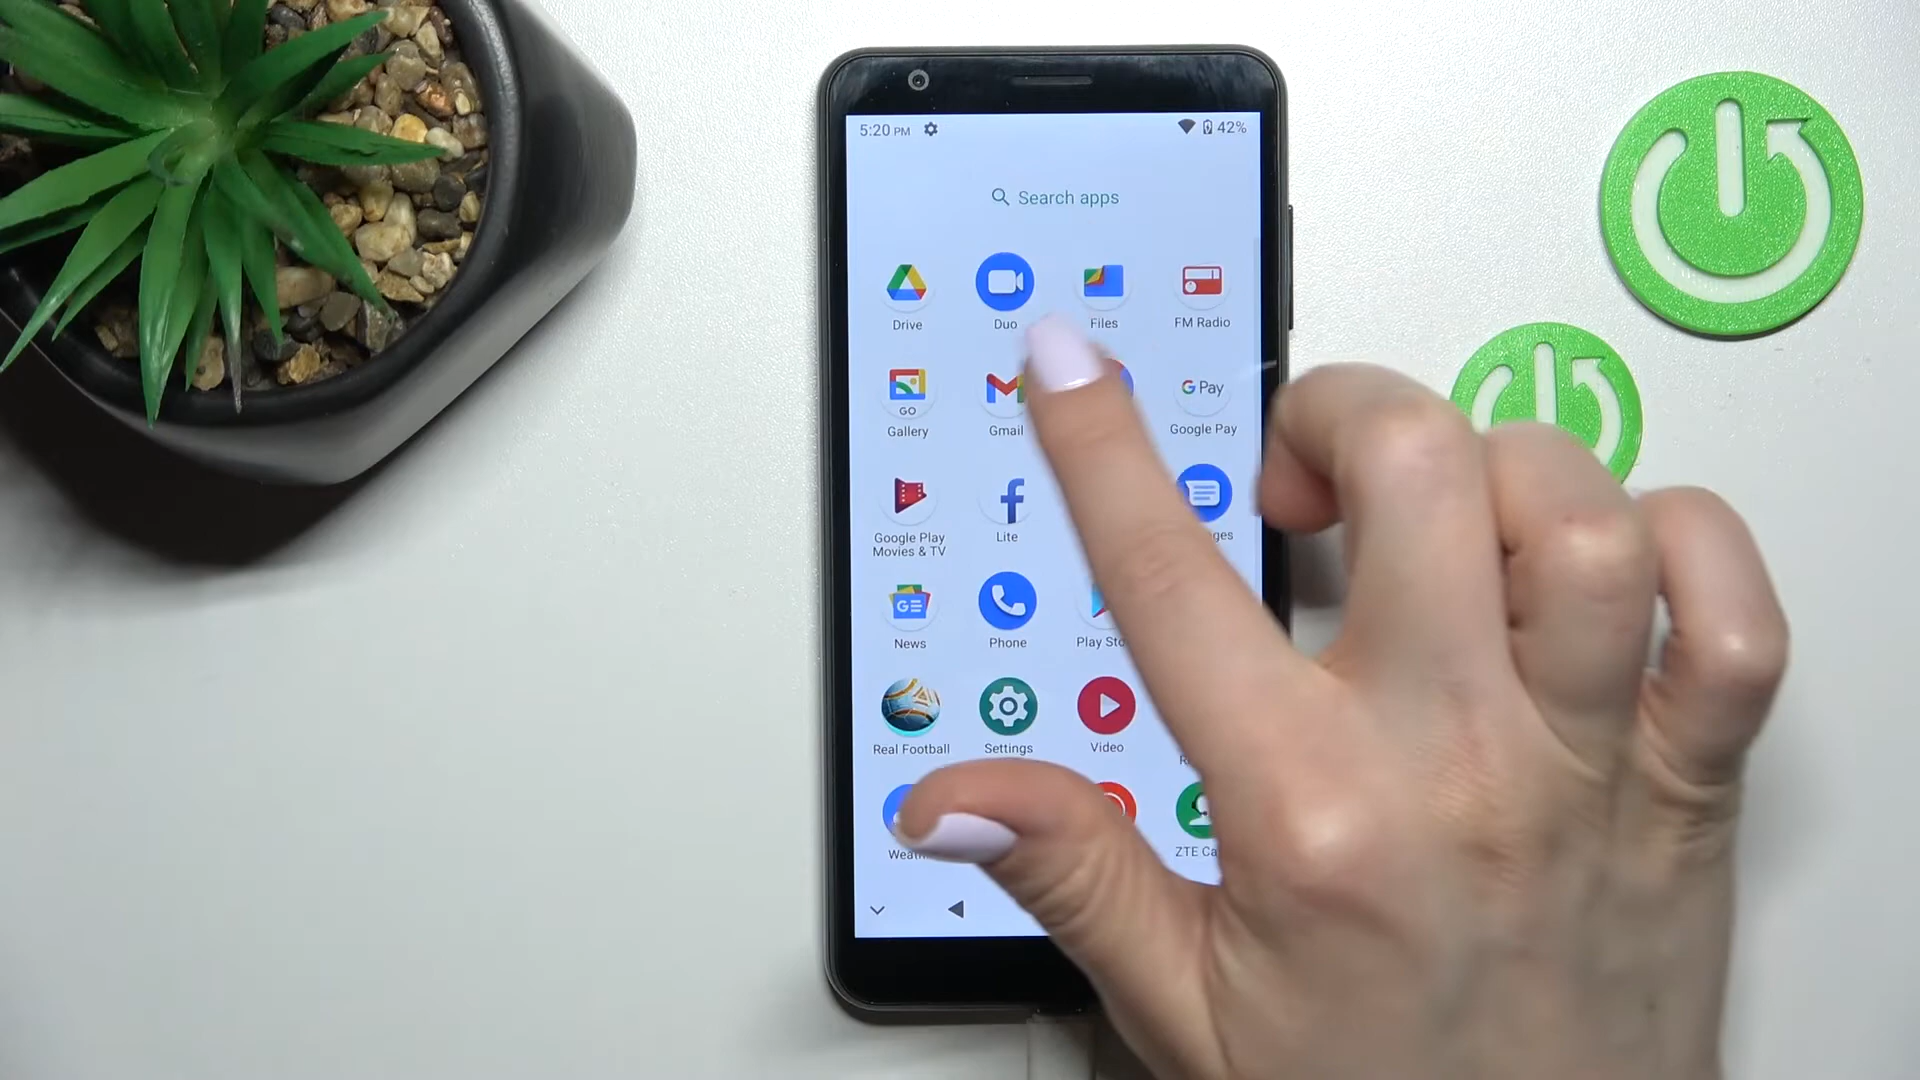 5:20 PM 42%
Search apps
Drive Duo Files FM Radio
GO G Pay
Gallery Gmail Google Pay
Google Play Lite
Movies & TV
GE
News Phone
Real Football Settings Video